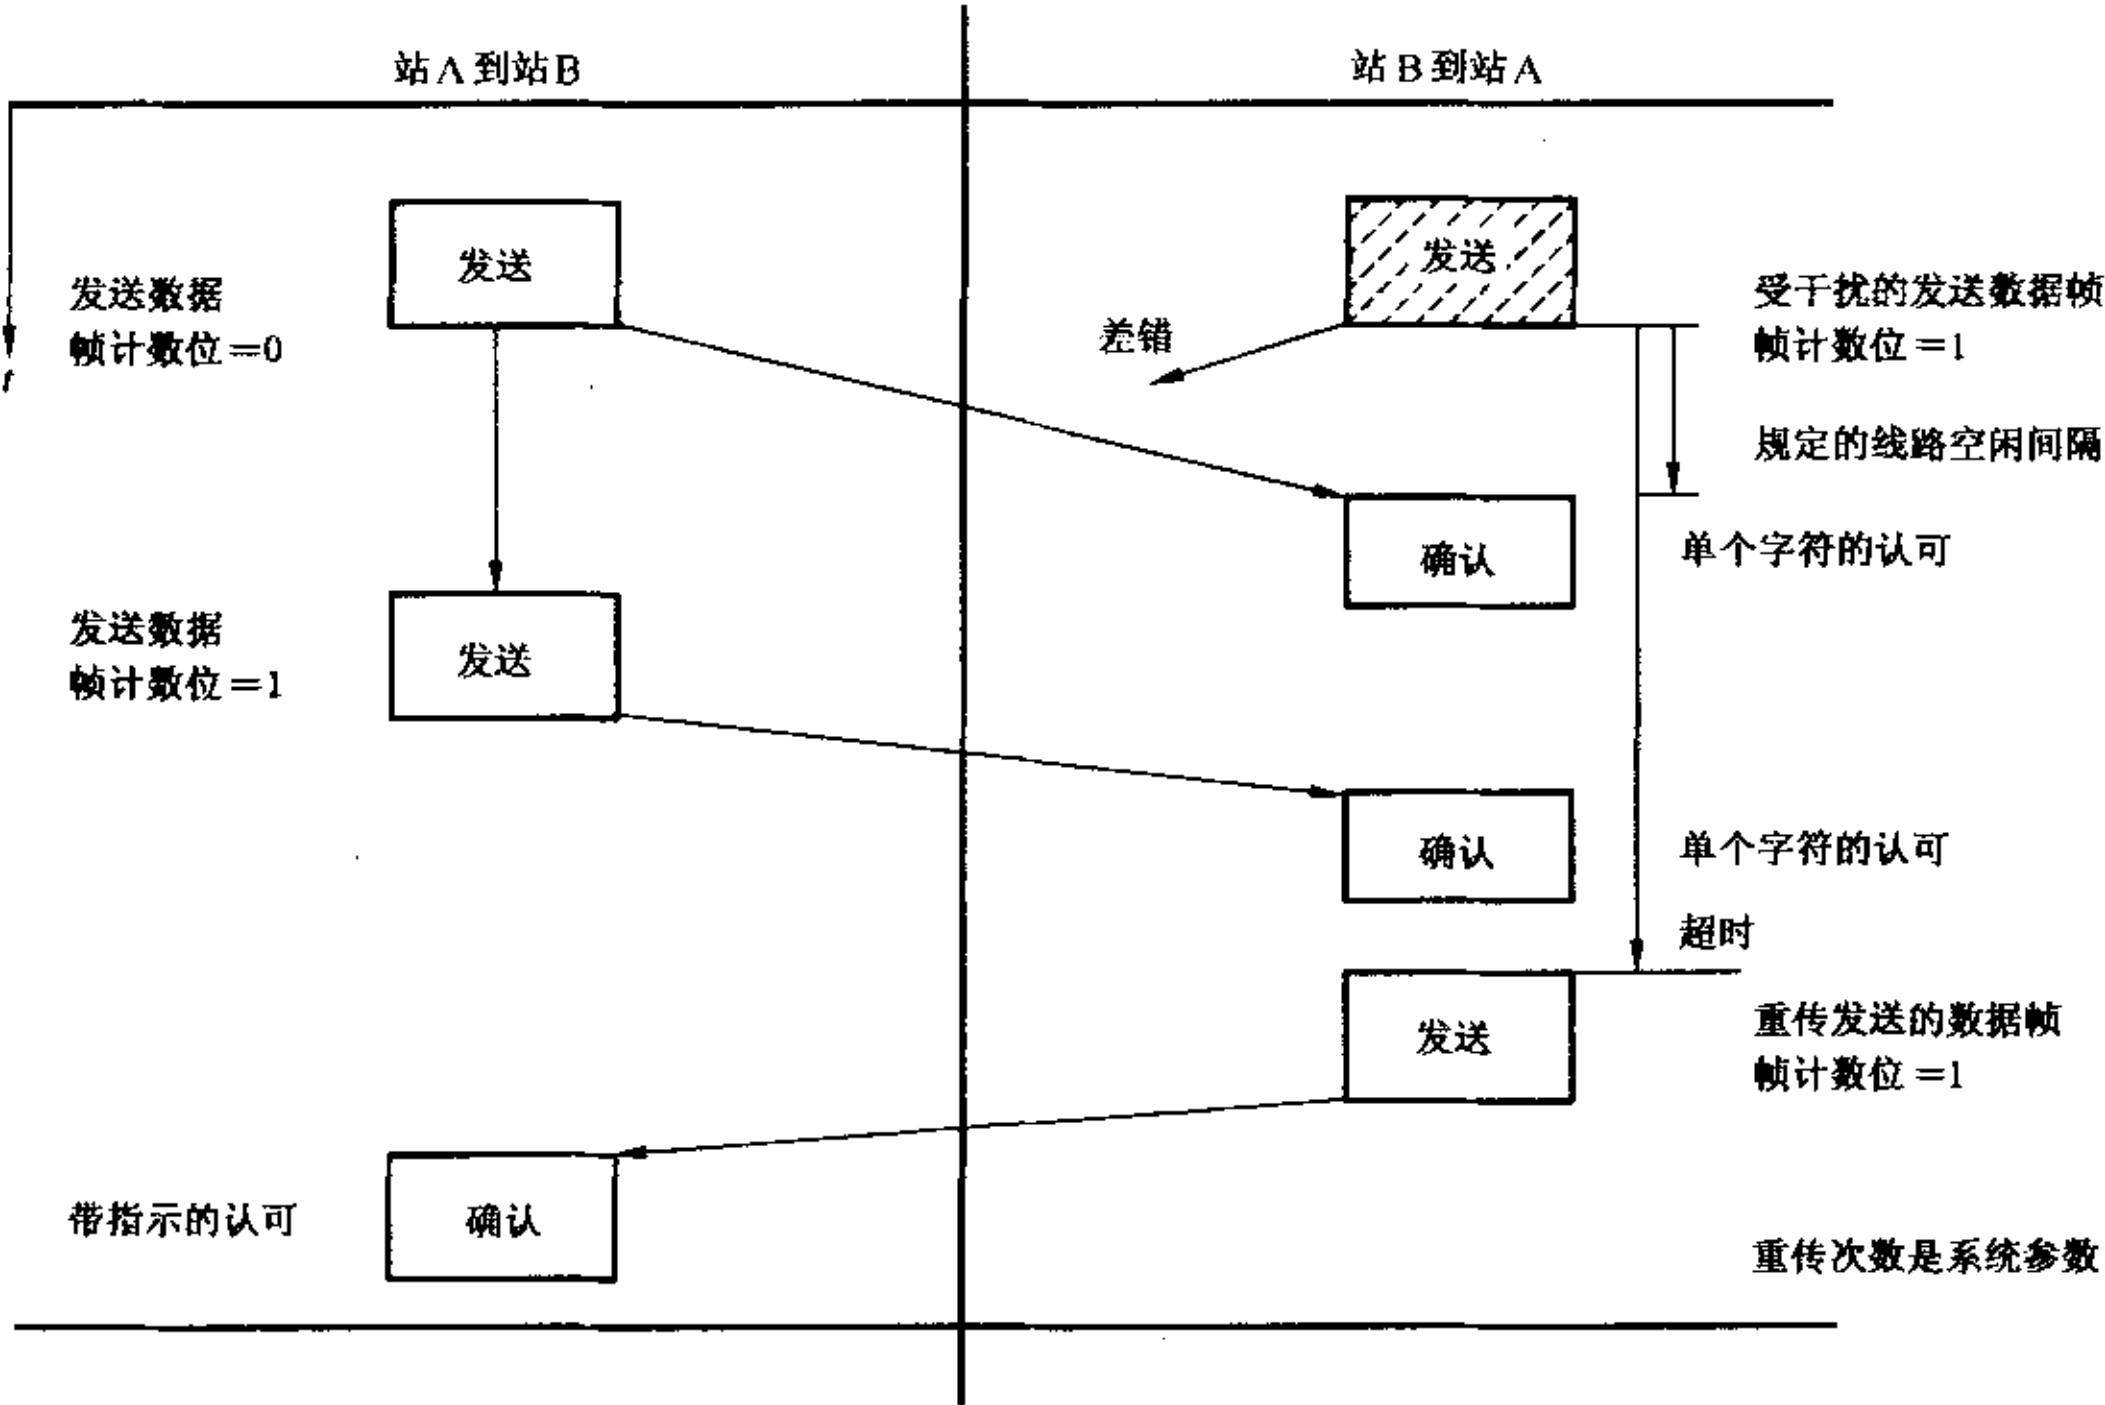 站A到站B
站B到站A
发送
发送
发送数据
帧计数位=0
差错
受干扰的发送数据帧
帧计数位=1
t
规定的线路空闲间隔
确认
单个字符的认可
发送数据
帧计数位=1
发送
确认
单个字符的认可
超时
发送
重传发送的数据帧
帧计数位=1
带指示的认可
确认
重传次数是系统参数